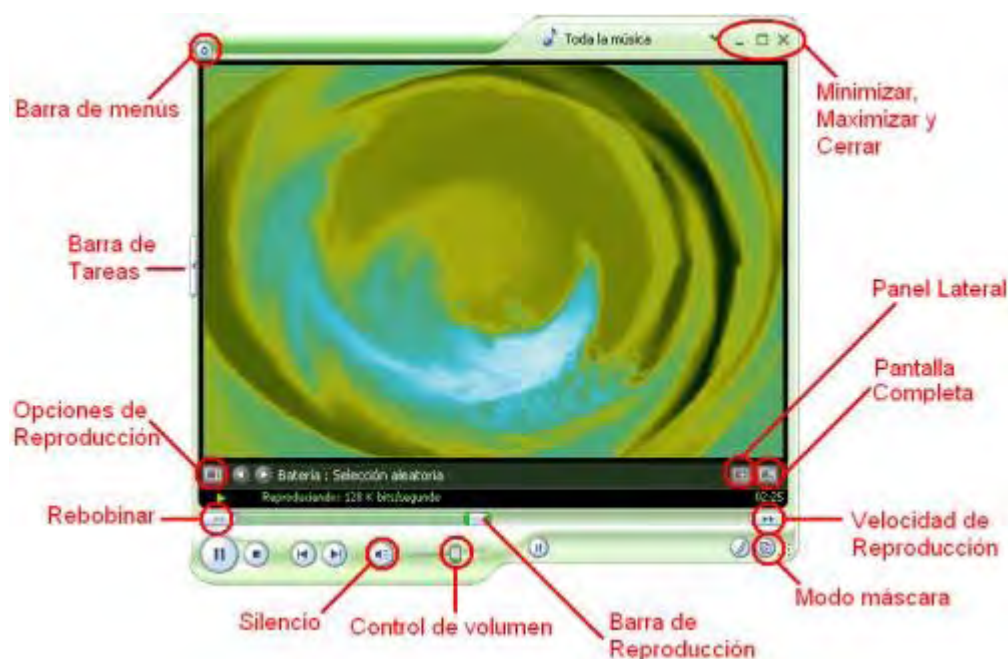 Toda la música
Barra de menús
Minimizar,
Maximizar y
Cerrar
Barra de
Tareas
Panel Lateral
Pantalla
Completa
Opciones de
Reproducción
Batería : Selección aleatoria
Reproduciendo: 128 K bits/segundo
02:25
Rebobinar
Velocidad de
Reproducción
Silencio
Control de volumen
Barra de
Reproducción
Modo máscara